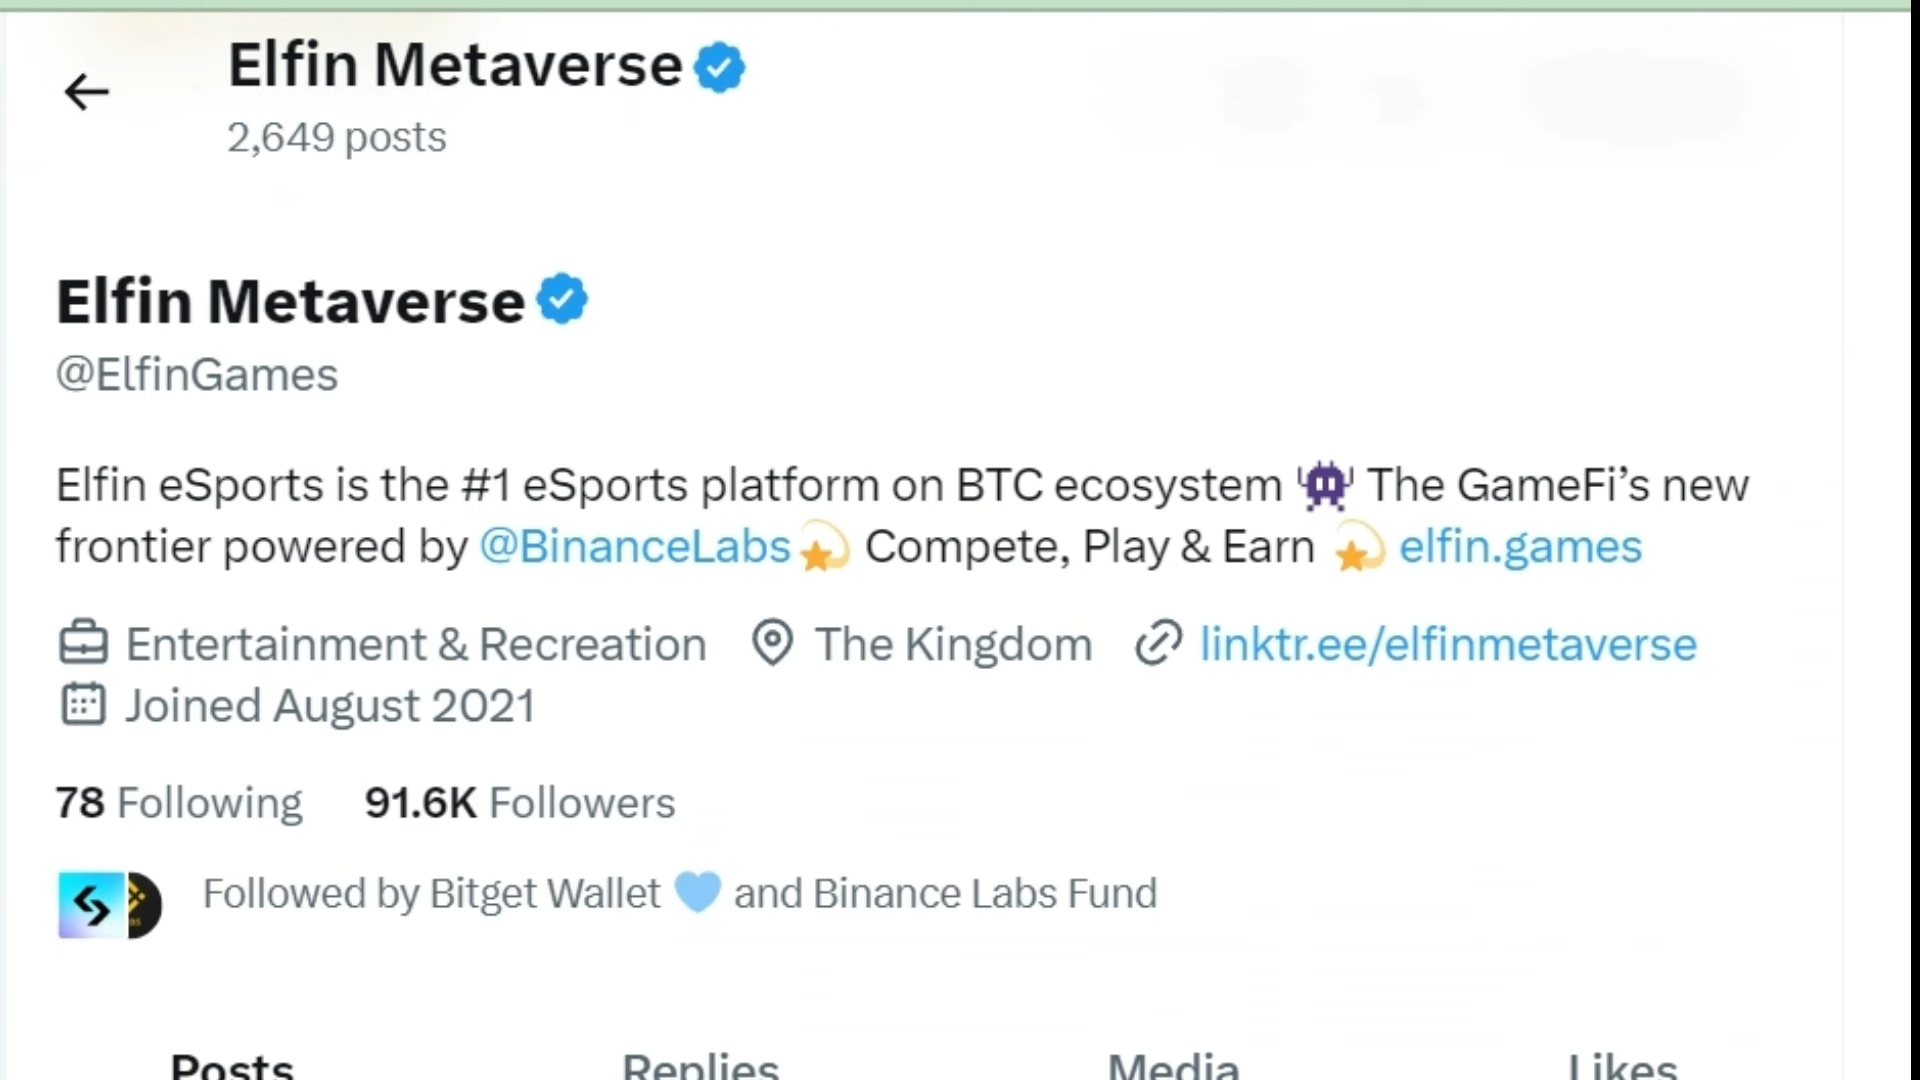 Elfin Metaverse
2,649 posts
Elfin Metaverse
@ElfinGames
Elfin eSports is the #1 eSports platform on BTC ecosystem 👾 The GameFi’s new
frontier powered by @BinanceLabs💫 Compete, Play & Earn 💫 elfin.games
Entertainment & Recreation The Kingdom linktr.ee/elfinmetaverse
Joined August 2021
78 Following 91.6K Followers
Followed by Bitget Wallet 🩵 and Binance Labs Fund
Posts Replies Media Likes